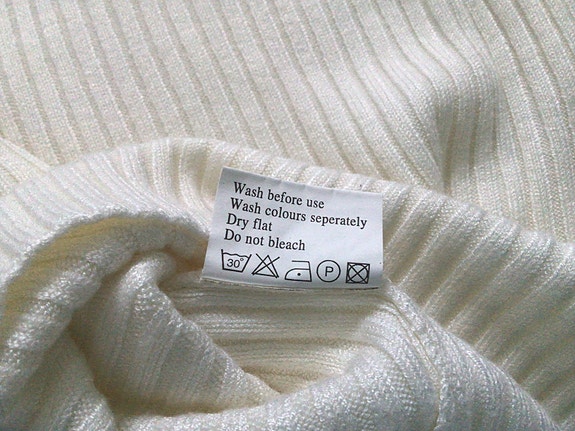 Wash before use
Wash colours seperately
Dry flat
Do not bleach
30° P